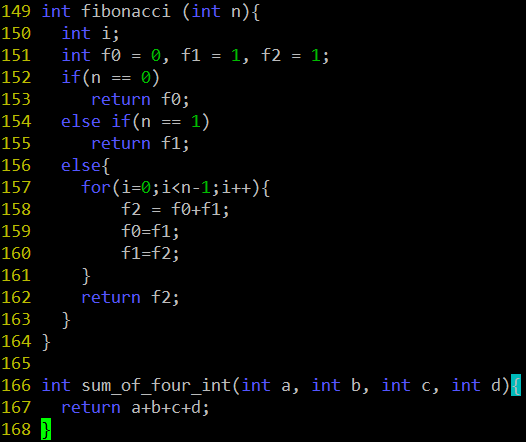 149 int fibonacci (int n){
150   int i;
151   int f0 = 0, f1 = 1, f2 = 1;
152   if(n == 0)
153      return f0;
154   else if(n == 1)
155      return f1;
156   else{
157     for(i=0;i<n-1;i++){
158         f2 = f0+f1;
159         f0=f1;
160         f1=f2;
161     }
162     return f2;
163   }
164 }
165
166 int sum_of_four_int(int a, int b, int c, int d){
167   return a+b+c+d;
168 }